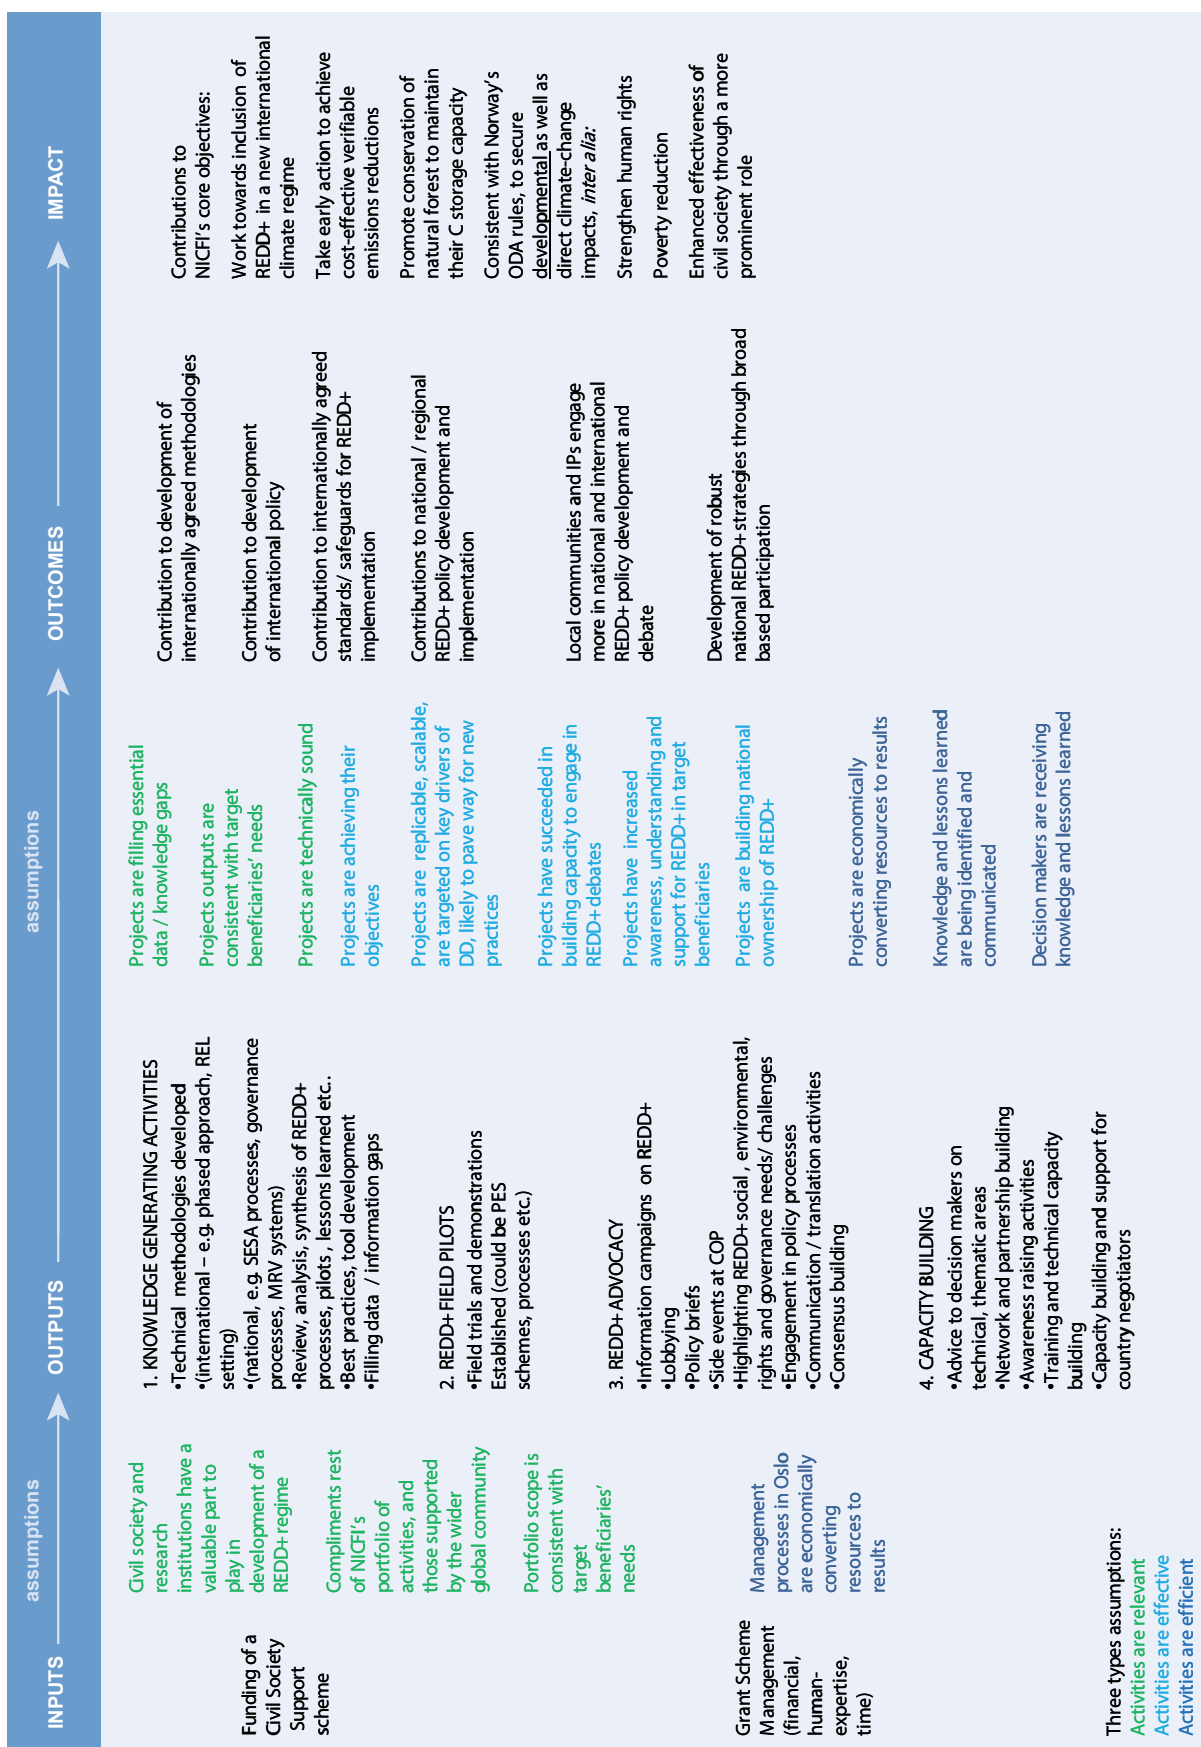 INPUTS
assumptions
OUTPUTS
assumptions
OUTCOMES
IMPACT
Funding of a
Civil Society
Support
scheme
Grant Scheme
Management
(financial,
human-
expertise,
time)
Civil society and
research
institutions have a
valuable part to
play in
development of a
REDD+ regime
Compliments rest
of NICFI's
portfolio of
activities, and
those supported
by the wider
global community
Portfolio scope is
consistent with
target
beneficiaries'
needs
Management
processes in Oslo
are economically
converting
resources to
results
1. KNOWLEDGE GENERATING ACTIVITIES
•Technical methodologies developed
•(international – e.g. phased approach, REL
setting)
•(national, e.g. SESA processes, governance
processes, MRV systems)
•Review, analysis, synthesis of REDD+
processes, pilots, lessons learned etc..
•Best practices, tool development
•Filling data / information gaps
2. REDD+ FIELD PILOTS
•Field trials and demonstrations
Established (could be PES
schemes, processes etc.)
3. REDD+ ADVOCACY
•Information campaigns on REDD+
•Lobbying
•Policy briefs
•Side events at COP
•Highlighting REDD+ social, environmental,
rights and governance needs/ challenges
•Engagement in policy processes
•Communication / translation activities
•Consensus building
4. CAPACITY BUILDING
•Advice to decision makers on
technical, thematic areas
•Network and partnership building
•Awareness raising activities
•Training and technical capacity
building
•Capacity building and support for
country negotiators
Projects are filling essential
data / knowledge gaps
Projects outputs are
consistent with target
beneficiaries' needs
Projects are technically sound
Projects are achieving their
objectives
Projects are replicable, scalable,
are targeted on key drivers of
DD, likely to pave way for new
practices
Projects have succeeded in
building capacity to engage in
REDD+ debates
Projects have increased
awareness, understanding and
support for REDD+ in target
beneficiaries
Projects are building national
ownership of REDD+
Projects are economically
converting resources to results
Knowledge and lessons learned
are being identified and
communicated
Decision makers are receiving
knowledge and lessons learned
Contribution to development of
internationally agreed methodologies
Contribution to development
of international policy
Contribution to internationally agreed
standards/ safeguards for REDD+
implementation
Contributions to national / regional
REDD+ policy development and
implementation
Local communities and IPs engage
more in national and international
REDD+ policy development and
debate
Development of robust
national REDD+ strategies through broad
based participation
Contributions to
NICFI's core objectives:
Work towards inclusion of
REDD+ in a new international
climate regime
Take early action to achieve
cost-effective verifiable
emissions reductions
Promote conservation of
natural forest to maintain
their C storage capacity
Consistent with Norway's
ODA rules, to secure
developmental as well as
direct climate-change
impacts, inter alia:
Strengthen human rights
Poverty reduction
Enhanced effectiveness of
civil society through a more
prominent role
Three types assumptions:
Activities are relevant
Activities are effective
Activities are efficient